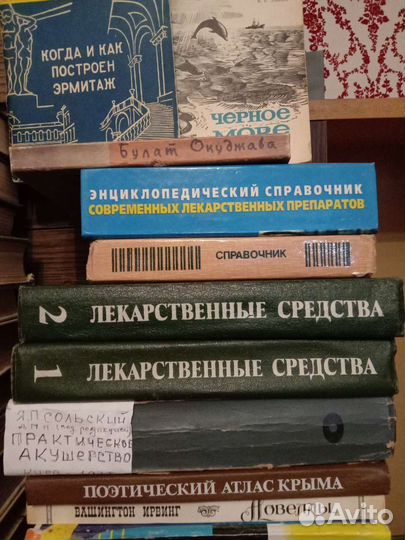 КОГДА И КАК
ПОСТРОЕН
ЭРМИТАЖ
ЧЕРНОЕ
МОРЕ
Булат Окуджава
ЭНЦИКЛОПЕДИЧЕСКИЙ СПРАВОЧНИК
СОВРЕМЕННЫХ ЛЕКАРСТВЕННЫХ ПРЕПАРАТОВ
СПРАВОЧНИК
2 ЛЕКАРСТВЕННЫЕ СРЕДСТВА
1 ЛЕКАРСТВЕННЫЕ СРЕДСТВА
Я.П СОЛЬСКИЙ
ПРАКТИЧЕСКОЕ
АКУШЕРСТВО
ПОЭТИЧЕСКИЙ АТЛАС КРЫМА
ВАШИНГТОН ИРВИНГ Новеллы
Avito